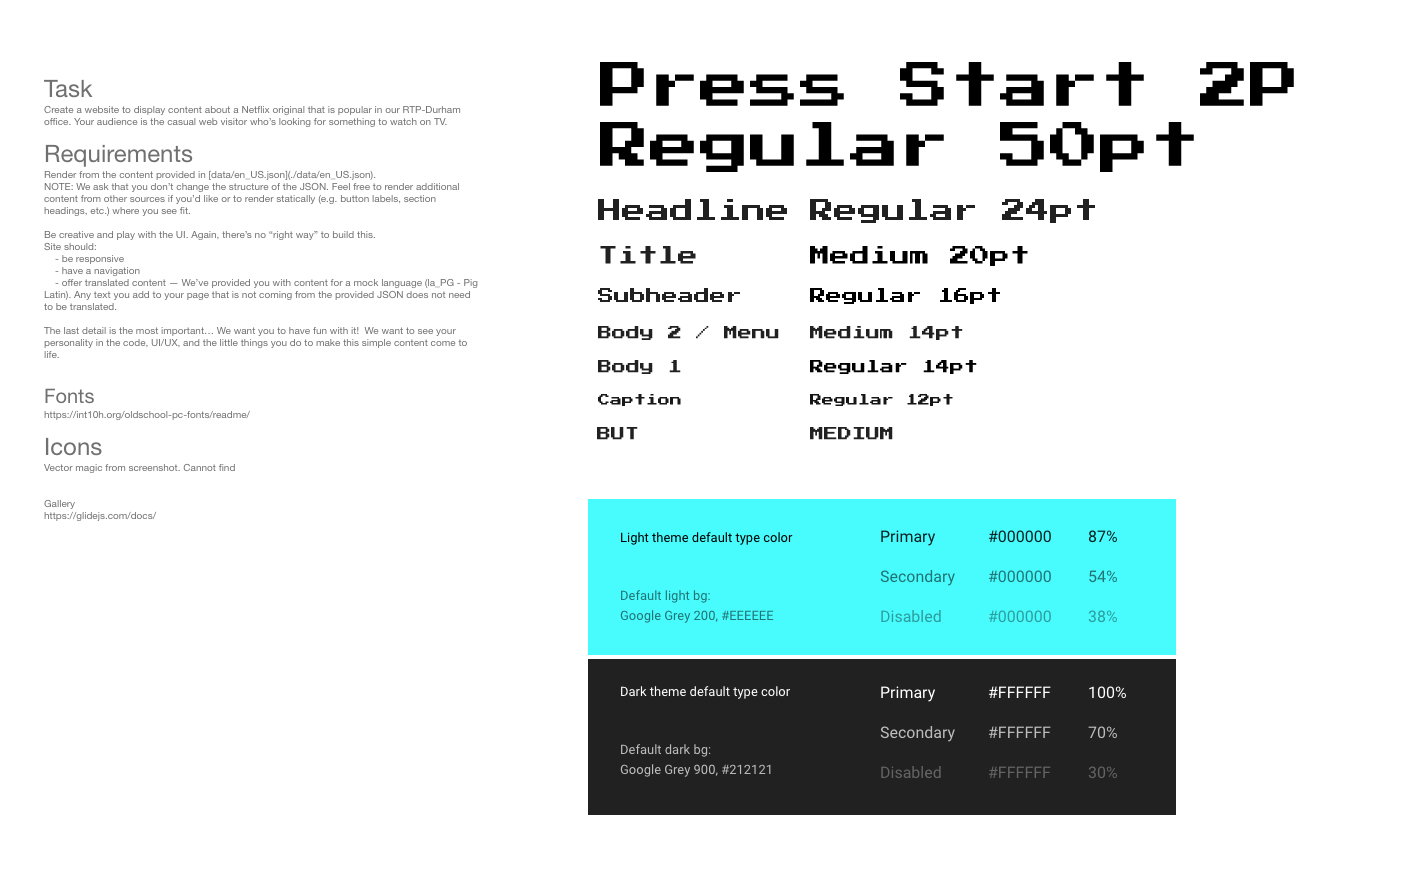 Task
Create a website to display content about a Netflix original that is popular in our RTP-Durham
office. Your audience is the casual web visitor who’s looking for something to watch on TV.
Requirements
Render from the content provided in [data/en_US.json](./data/en_US.json).
NOTE: We ask that you don’t change the structure of the JSON. Feel free to render additional
content from other sources if you’d like or to render statically (e.g. button labels, section
headings, etc.) where you see fit.
Be creative and play with the UI. Again, there’s no “right way” to build this.
Site should:
- be responsive
- have a navigation
- offer translated content — We’ve provided you with content for a mock language (la_PG - Pig
Latin). Any text you add to your page that is not coming from the provided JSON does not need
to be translated.
The last detail is the most important… We want you to have fun with it!  We want to see your
personality in the code, UI/UX, and the little things you do to make this simple content come to
life.
Fonts
https://int10h.org/oldschool-pc-fonts/readme/
Icons
Vector magic from screenshot. Cannot find
Gallery
https://glidejs.com/docs/
Press Start 2P
Regular 50pt
Headline Regular 24pt
Title Medium 20pt
Subheader Regular 16pt
Body 2 / Menu Medium 14pt
Body 1 Regular 14pt
Caption Regular 12pt
BUT MEDIUM
Light theme default type color
Default light bg:
Google Grey 200, #EEEEEE
Primary #000000 87%
Secondary #000000 54%
Disabled #000000 38%
Dark theme default type color
Default dark bg:
Google Grey 900, #212121
Primary #FFFFFF 100%
Secondary #FFFFFF 70%
Disabled #FFFFFF 30%